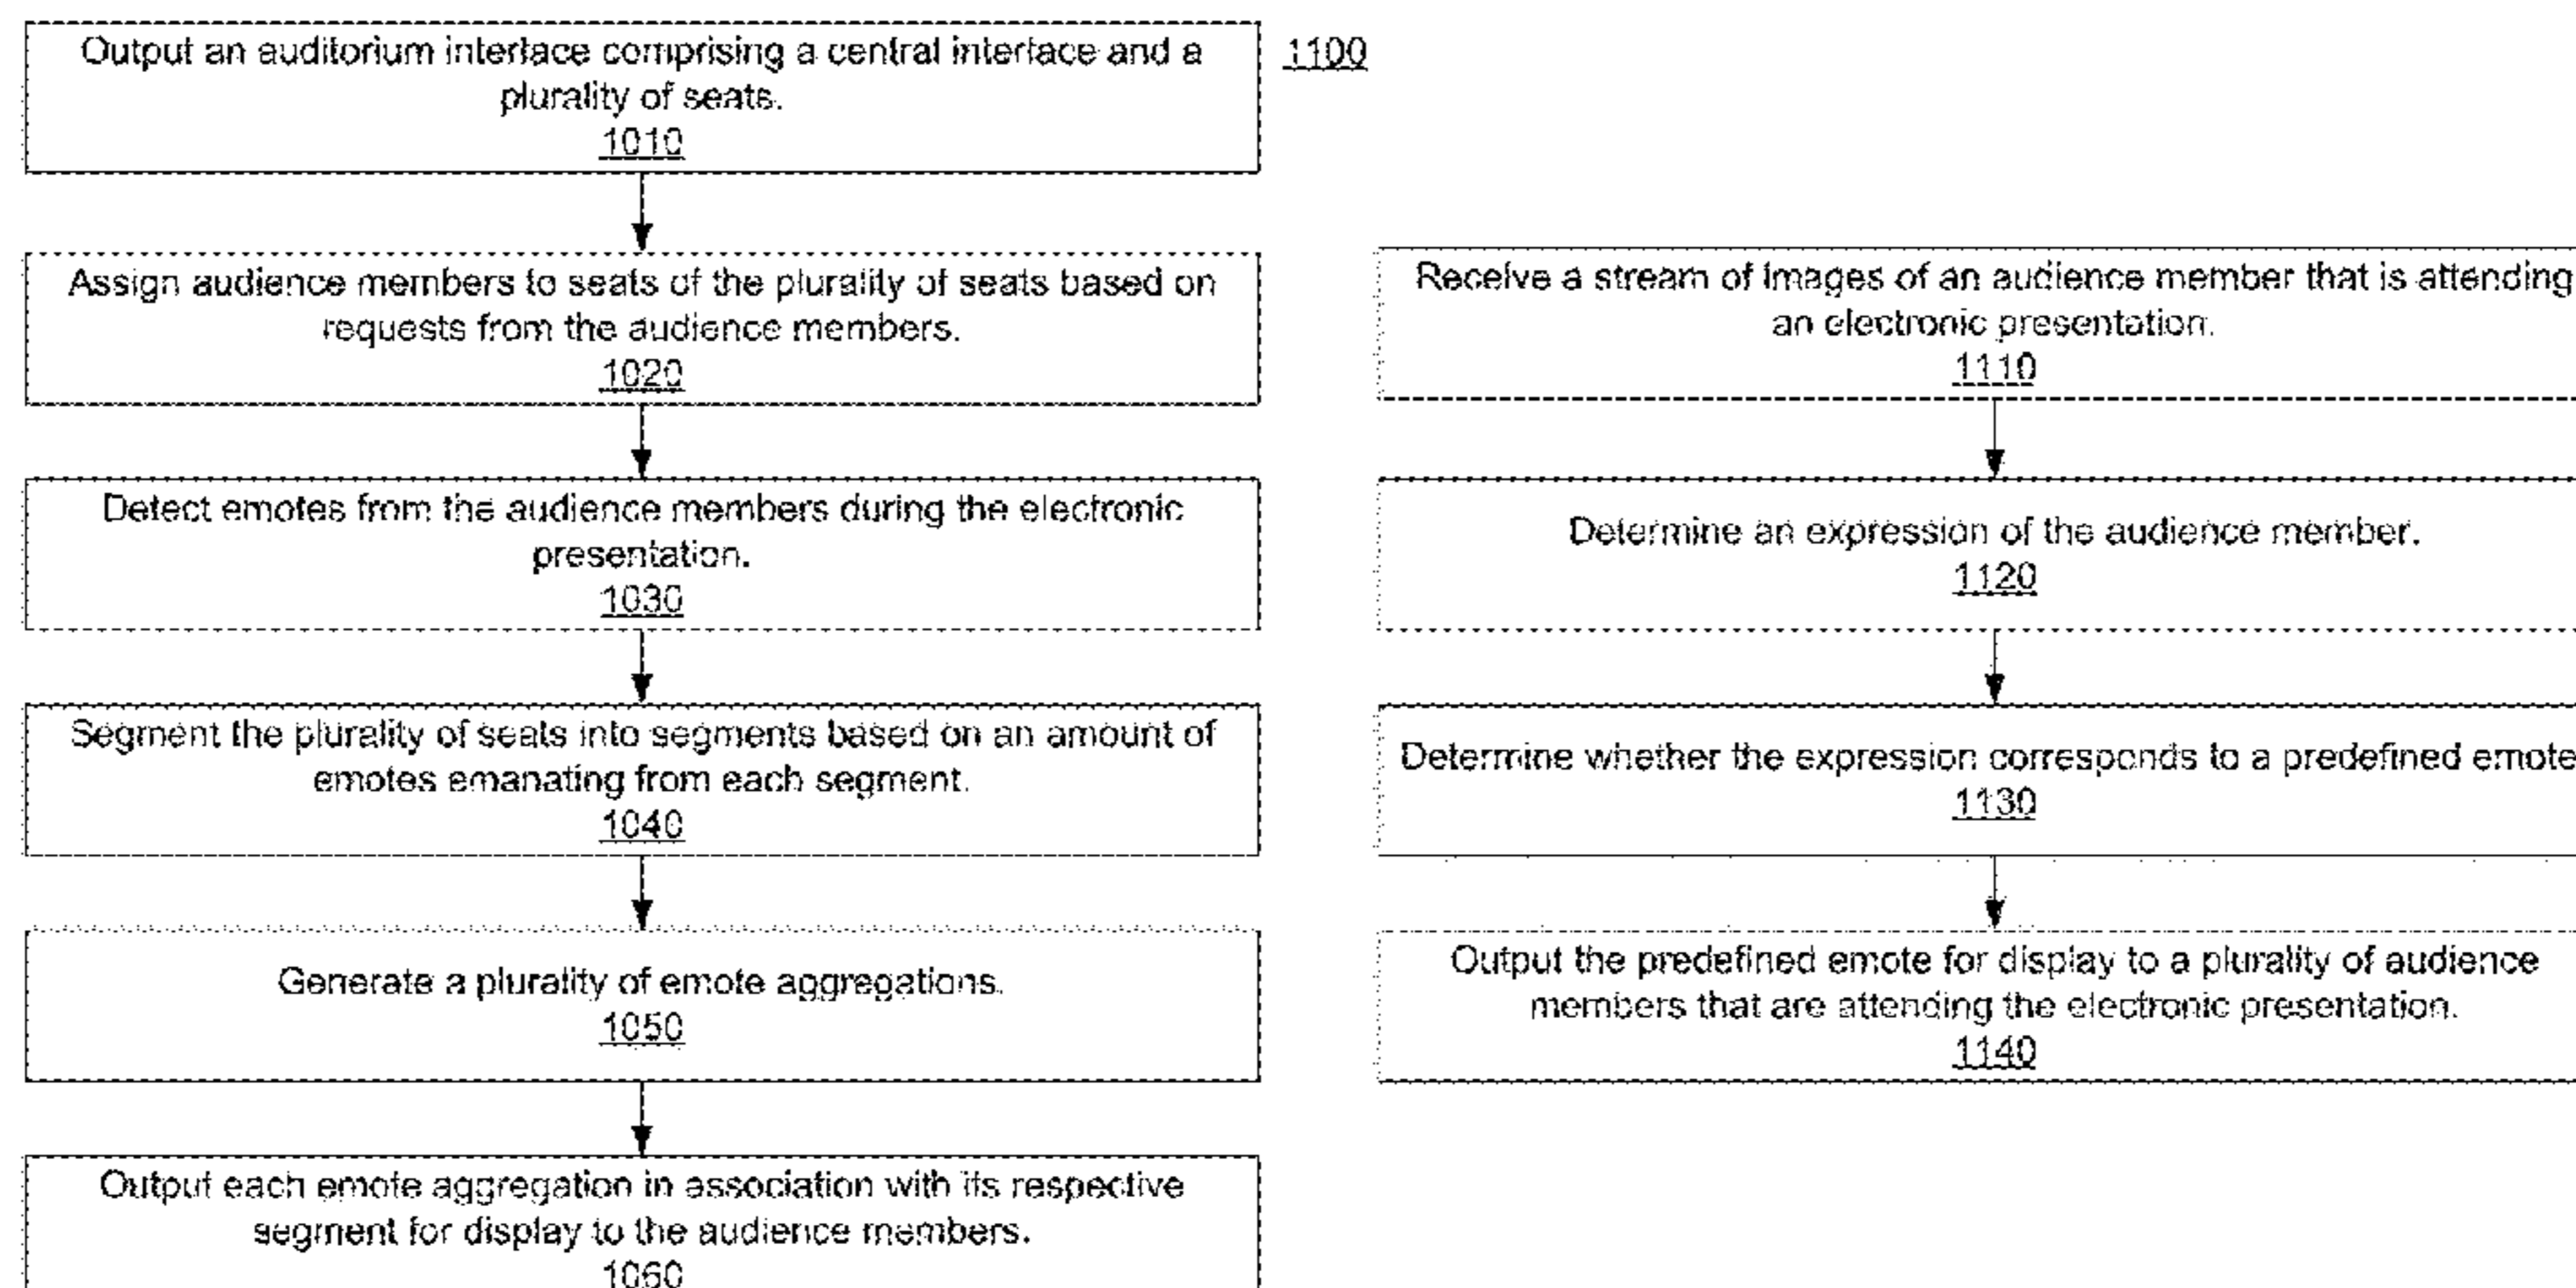 Output an auditorium interface comprising a central interface and a
plurality of seats.
1010
Assign audience members to seats of the plurality of seats based on
requests from the audience members.
1020
Detect emotes from the audience members during the electronic
presentation.
1030
Segment the plurality of seats into segments based on an amount of
emotes emanating from each segment.
1040
Generate a plurality of emote aggregations.
1050
Output each emote aggregation in association with its respective
segment for display to the audience members.
1060
1100
Receive a stream of images of an audience member that is attending
an electronic presentation.
1110
Determine an expression of the audience member.
1120
Determine whether the expression corresponds to a predefined emote
1130
Output the predefined emote for display to a plurality of audience
members that are attending the electronic presentation.
1140